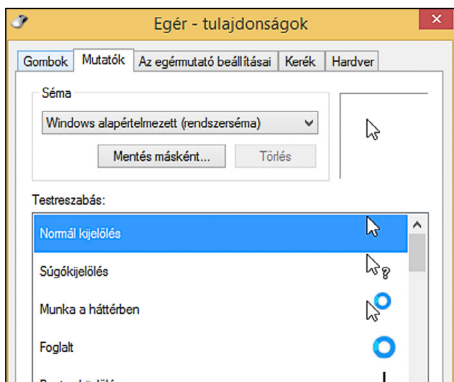 Egér - tulajdonságok
Gombok Mutatók Az egérmutató beállításai Kerék Hardver
Séma
Windows alapértelmezett (rendszerséma)
Mentés másként... Törlés
Testreszabás:
Normál kijelölés
Súgókijelölés
Munka a háttérben
Foglalt